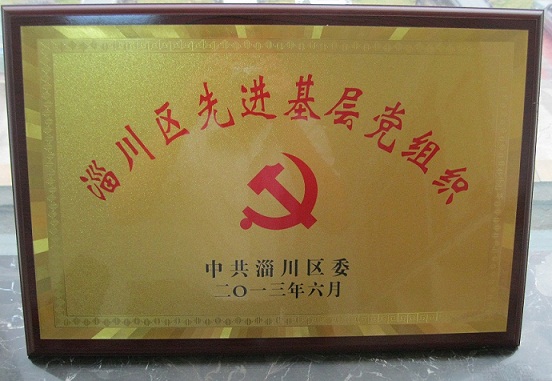 淄川区先进基层党组织
中共淄川区委
二〇一三年六月